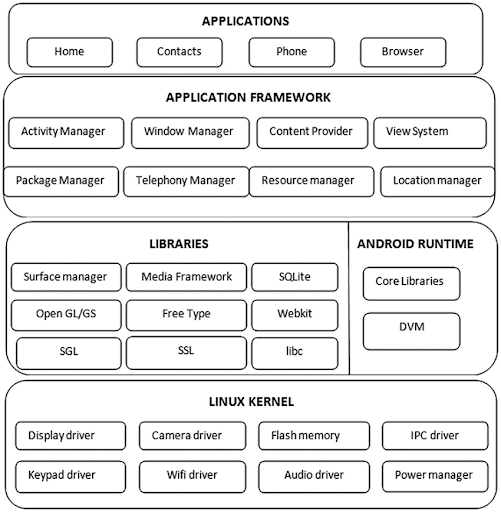 APPLICATIONS
Home Contacts Phone Browser
APPLICATION FRAMEWORK
Activity Manager Window Manager Content Provider View System
Package Manager Telephony Manager Resource manager Location manager
LIBRARIES ANDROID RUNTIME
Surface manager Media Framework SQLite Core Libraries
Open GL/GS Free Type Webkit DVM
SGL SSL libc
LINUX KERNEL
Display driver Camera driver Flash memory IPC driver
Keypad driver Wifi driver Audio driver Power manager